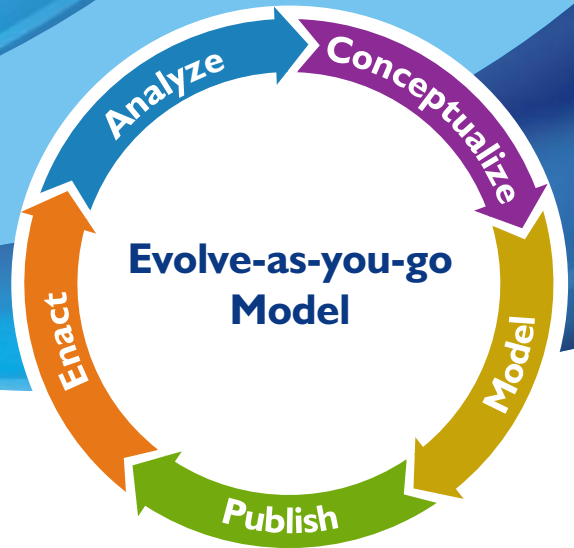 Analyze
Conceptualize
Evolve-as-you-go
Model
Enact
Model
Publish